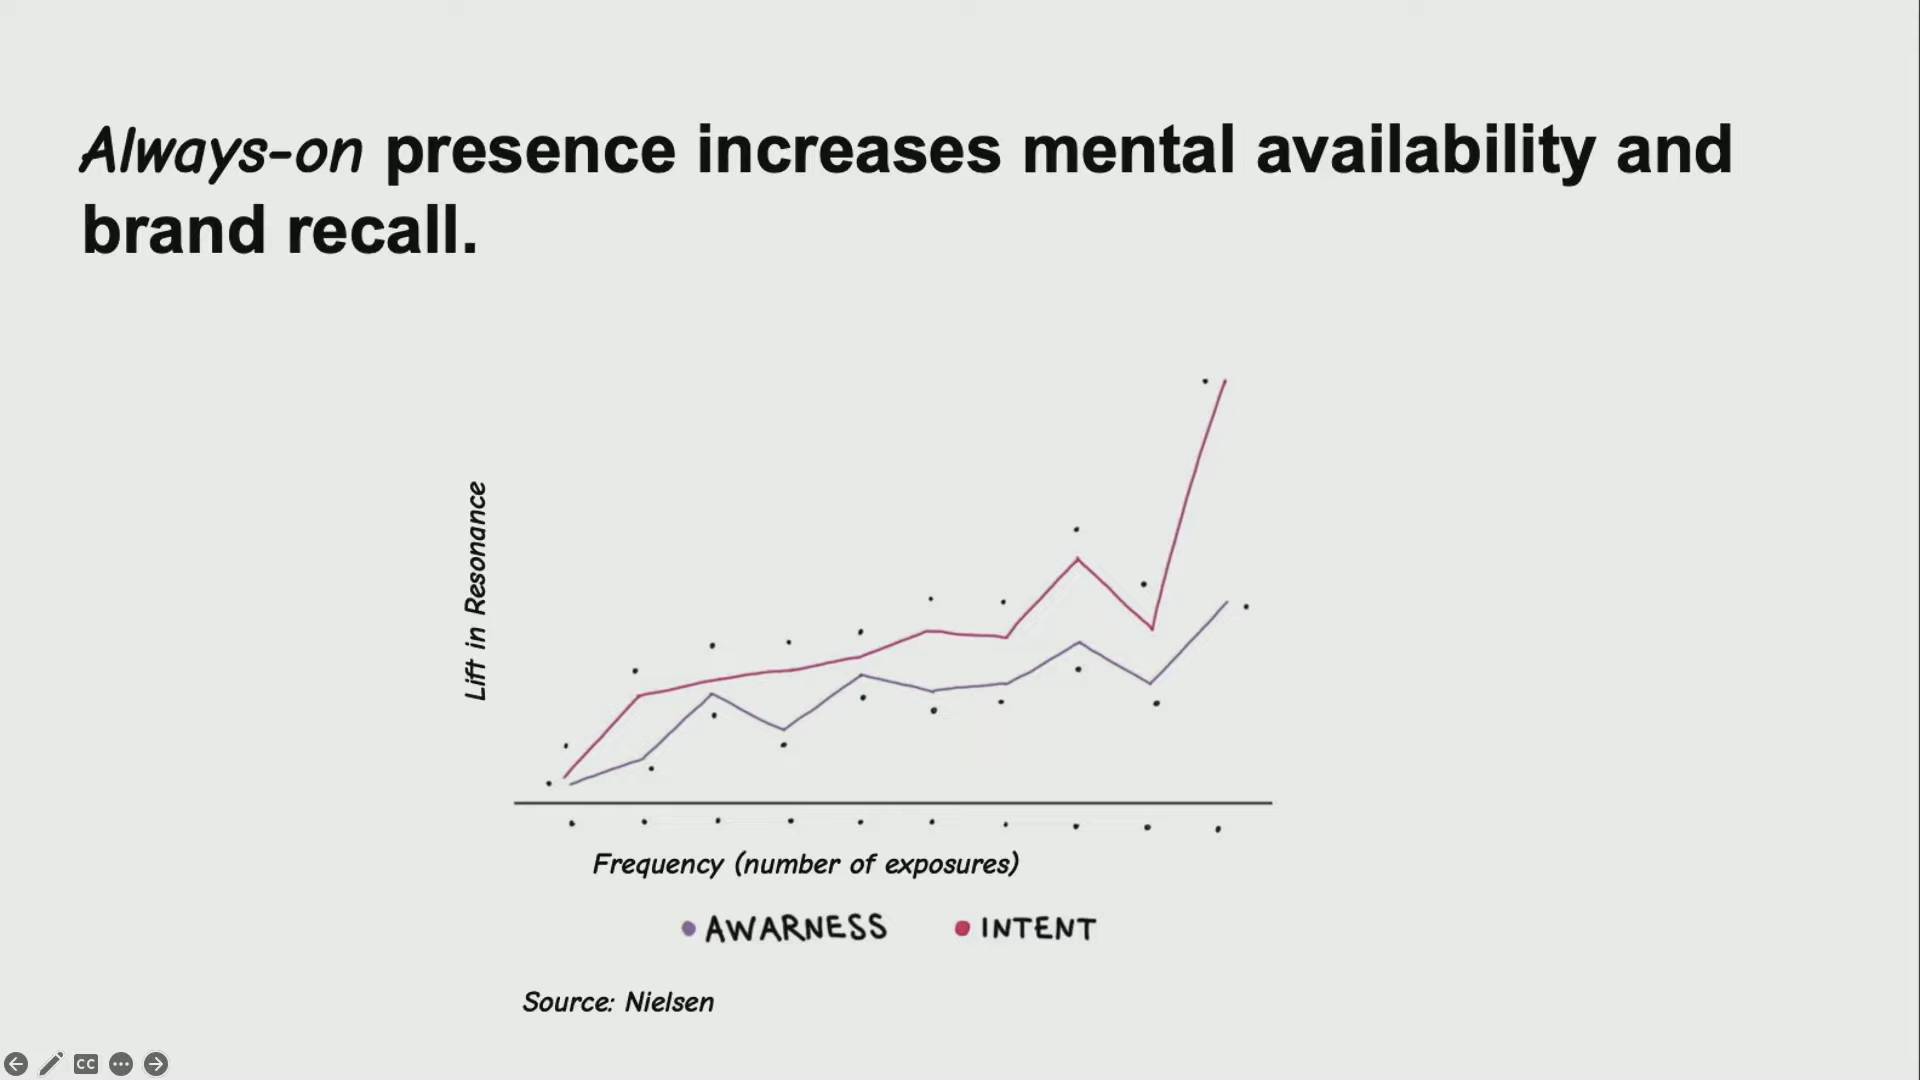 Always-on presence increases mental availability and
brand recall.
Lift in Resonance
Frequency (number of exposures)
AWARNESS INTENT
Source: Nielsen
CC